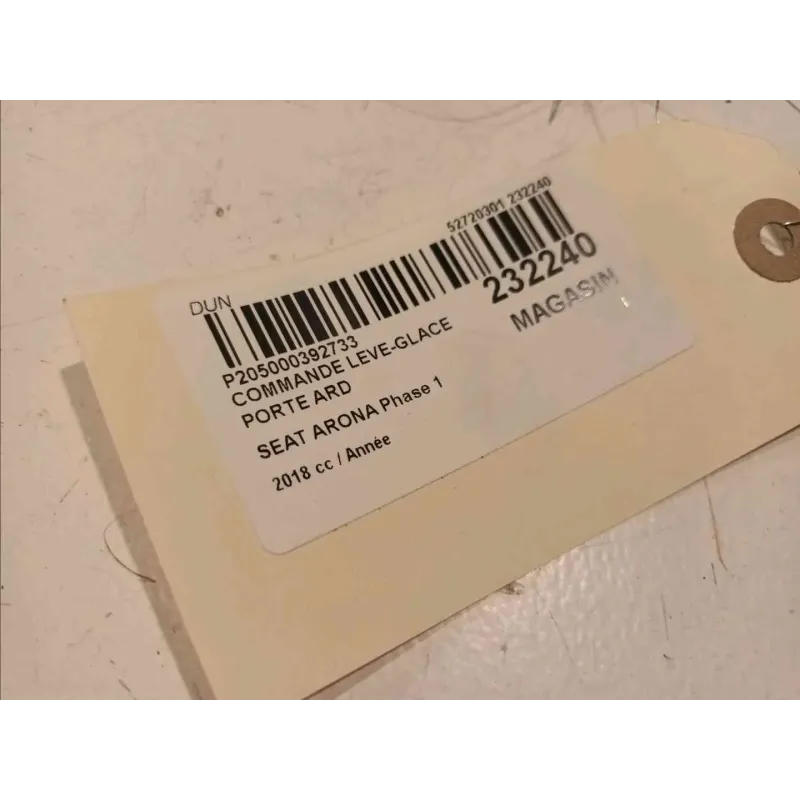 DUN
52720301 232240
232240
MAGASIN
P205000392733
COMMANDE LEVE-GLACE
PORTE ARD
SEAT ARONA Phase 1
2018 cc / Année